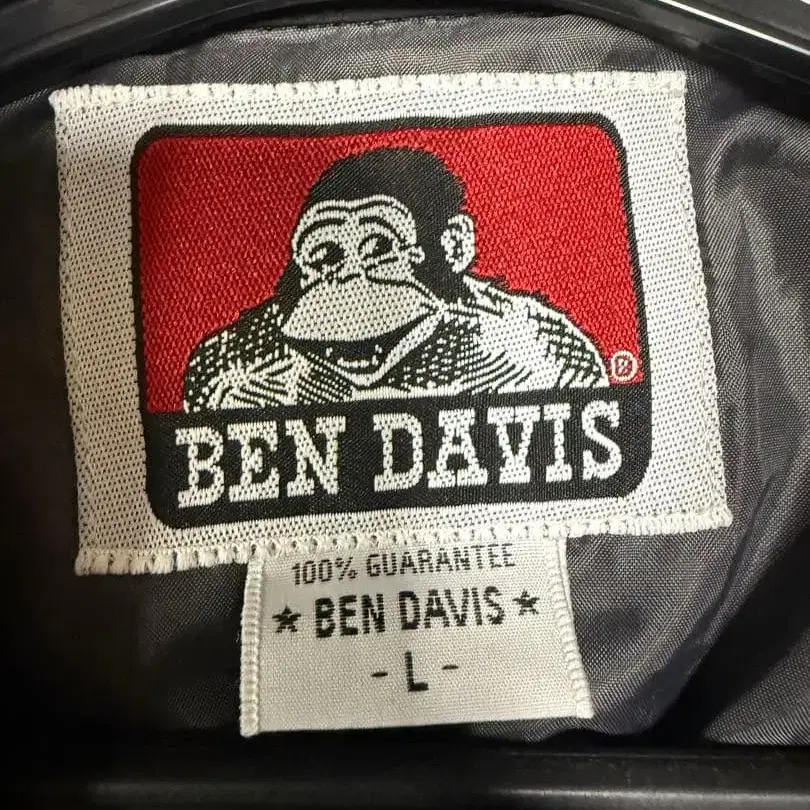 ®
BEN DAVIS
100% GUARANTEE
★ BEN DAVIS ★
- L -